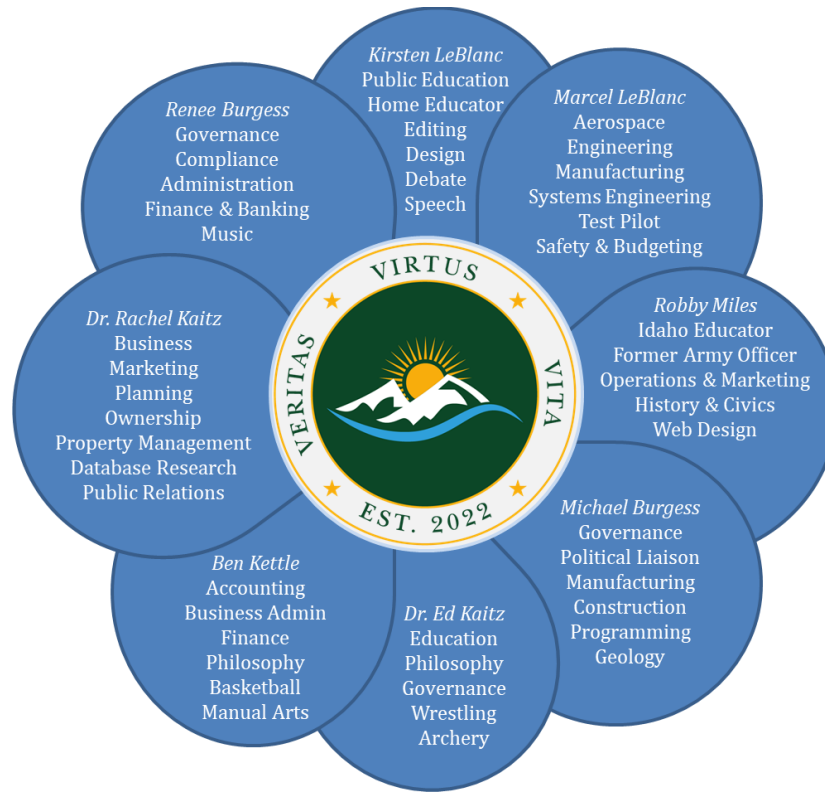 Kirsten LeBlanc
Public Education
Home Educator
Editing
Design
Debate
Speech
Marcel LeBlanc
Aerospace
Engineering
Manufacturing
Systems Engineering
Test Pilot
Safety & Budgeting
Robby Miles
Idaho Educator
Former Army Officer
Operations & Marketing
History & Civics
Web Design
Michael Burgess
Governance
Political Liaison
Manufacturing
Construction
Programming
Geology
Dr. Ed Kaitz
Education
Philosophy
Governance
Wrestling
Archery
Ben Kettle
Accounting
Business Admin
Finance
Philosophy
Basketball
Manual Arts
Dr. Rachel Kaitz
Business
Marketing
Planning
Ownership
Property Management
Database Research
Public Relations
Renee Burgess
Governance
Compliance
Administration
Finance & Banking
Music
VERITAS
VIRTUS
VITA
EST. 2022